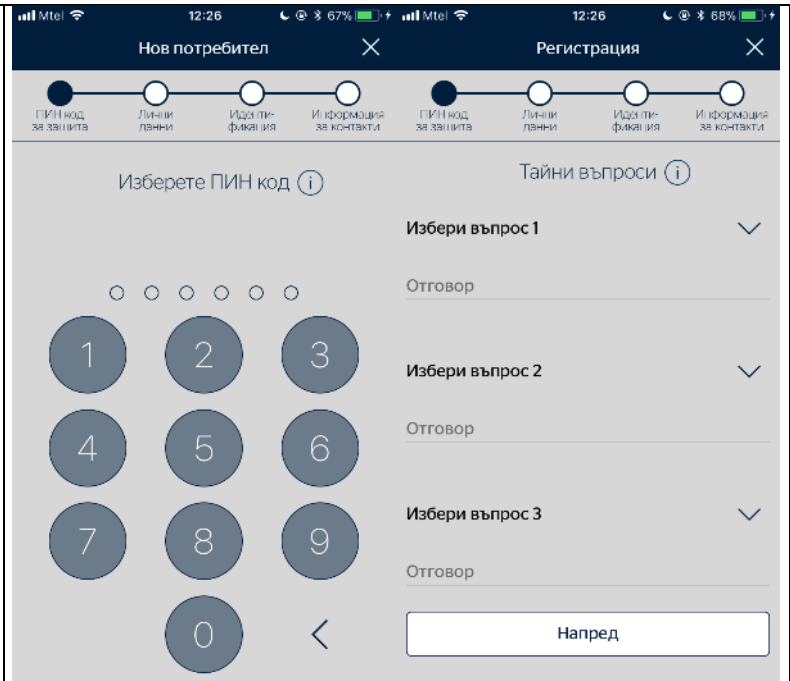 Mtel 12:26 67%
Нов потребител
ПИН код за защита
Лични данни
Иденти-фикация
Информация за контакти
Изберете ПИН код i
1 2 3
4 5 6
7 8 9
0
Mtel 12:26 68%
Регистрация
ПИН код за защита
Лични данни
Иденти-фикация
Информация за контакти
Тайни въпроси i
Избери въпрос 1
Отговор
Избери въпрос 2
Отговор
Избери въпрос 3
Отговор
Напред